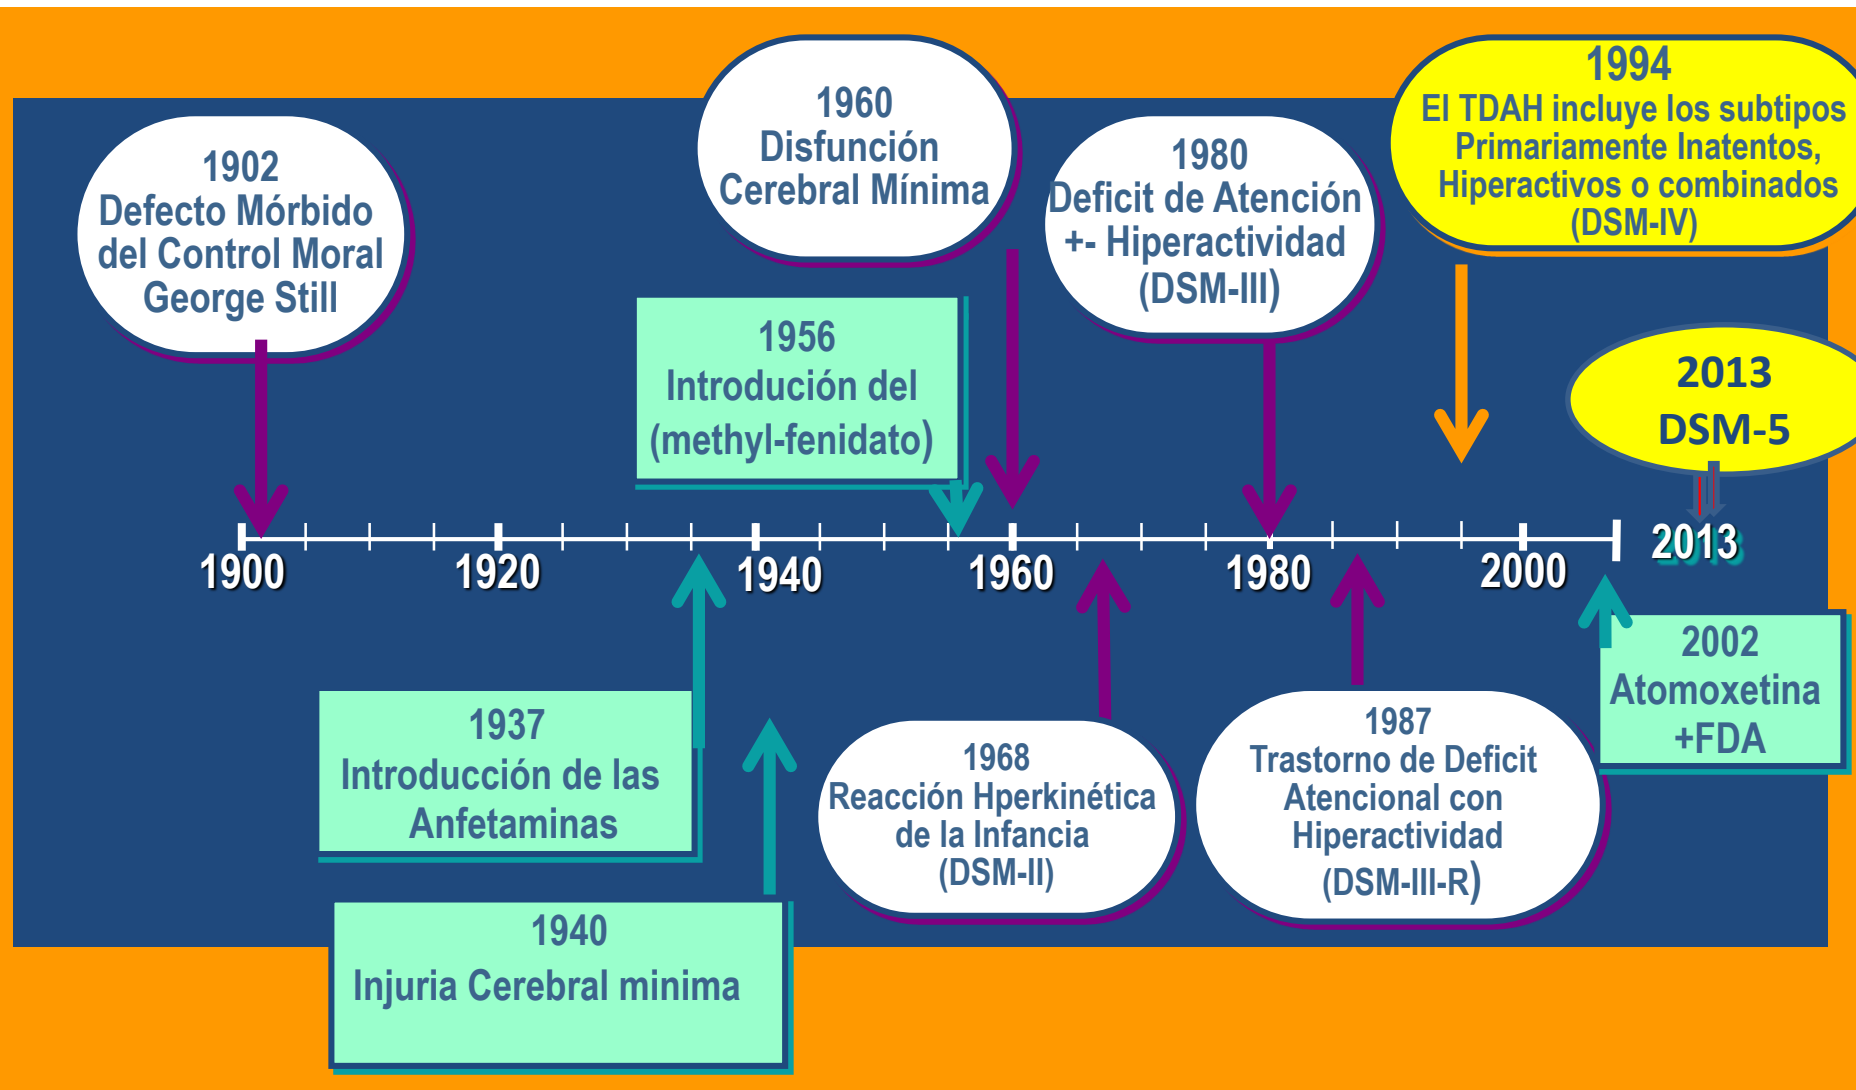 1902
Defecto Mórbido
del Control Moral
George Still
1960
Disfunción
Cerebral Mínima
1980
Deficit de Atención
+- Hiperactividad
(DSM-III)
1994
El TDAH incluye los subtipos
Primariamente Inatentos,
Hiperactivos o combinados
(DSM-IV)
1956
Introdución del
(methyl-fenidato)
2013
DSM-5
1900
1920
1940
1960
1980
2000
2013
1937
Introducción de las
Anfetaminas
1940
Injuria Cerebral minima
1968
Reacción Hperkinética
de la Infancia
(DSM-II)
1987
Trastorno de Deficit
Atencional con
Hiperactividad
(DSM-III-R)
2002
Atomoxetina
+FDA